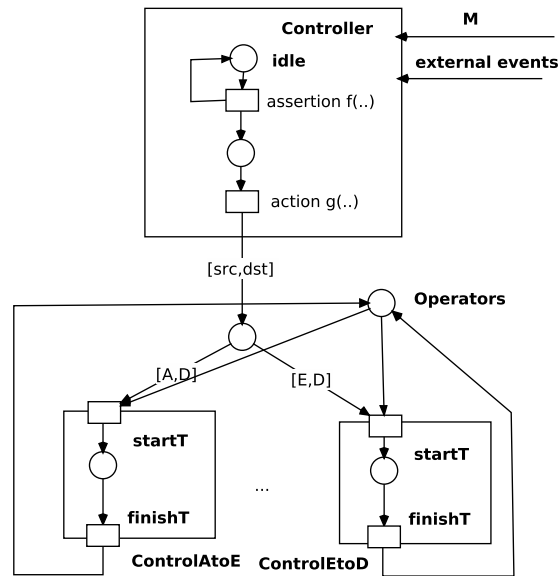 M
Controller
external events
idle
assertion f(..)
action g(..)
[src,dst]
Operators
[A,D]
[E,D]
startT
startT
...
finishT
finishT
ControlAtoE
ControlEtoD